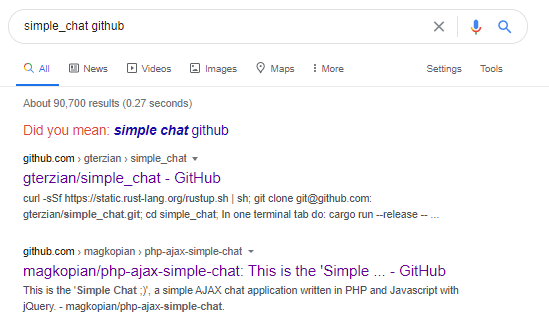 simple_chat github
All News Videos Images Maps More Settings Tools
About 90,700 results (0.27 seconds)
Did you mean: simple chat github
github.com › gterzian › simple_chat
gterzian/simple_chat - GitHub
curl -sSf https://static.rust-lang.org/rustup.sh | sh; git clone git@github.com:
gterzian/simple_chat.git; cd simple_chat; In one terminal tab do: cargo run --release -- ...
github.com › magkopian › php-ajax-simple-chat
magkopian/php-ajax-simple-chat: This is the 'Simple ... - GitHub
This is the 'Simple Chat ;)', a simple AJAX chat application written in PHP and Javascript with
jQuery. - magkopian/php-ajax-simple-chat.